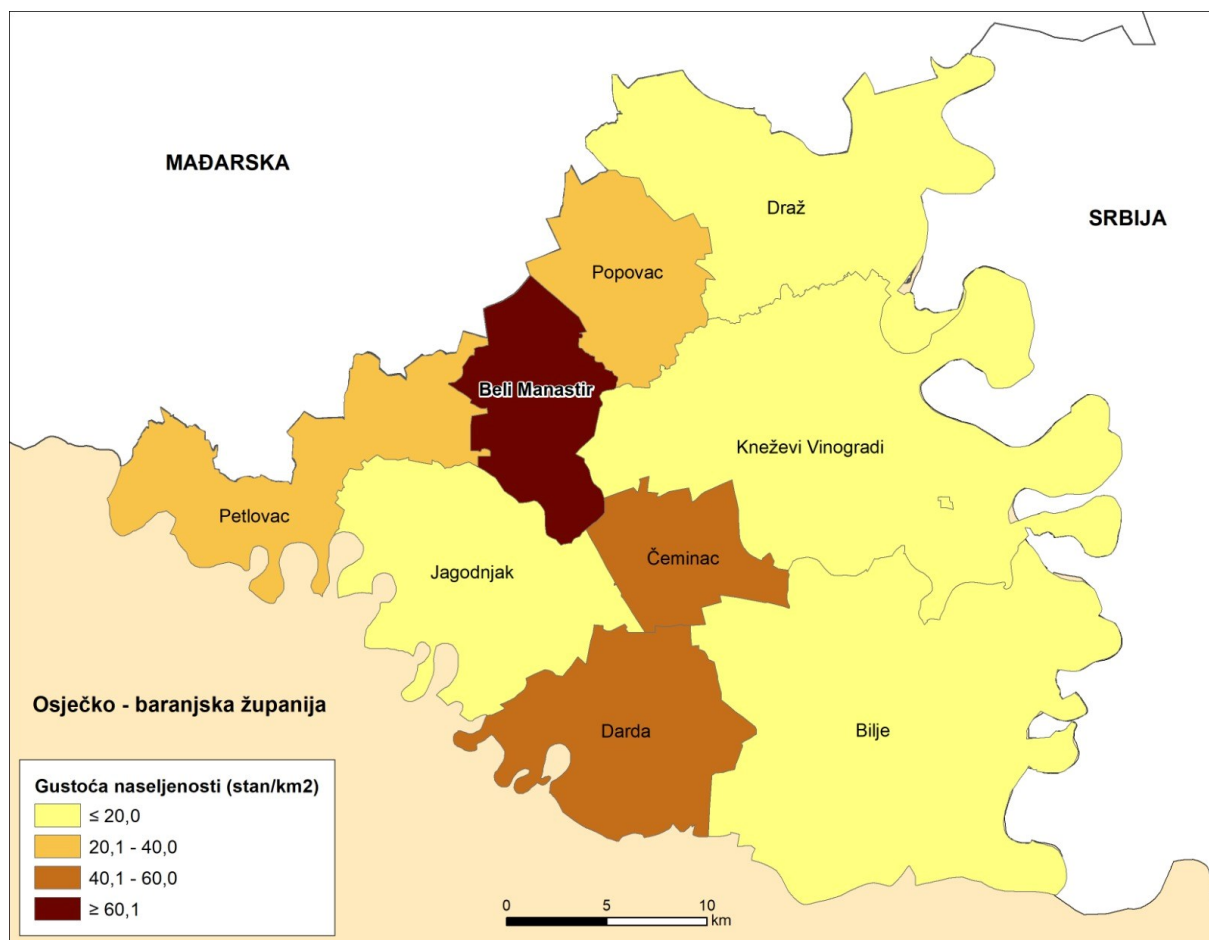 MAĐARSKA
Draž
SRBIJA
Popovac
Beli Manastir
Kneževi Vinogradi
Petlovac
Čeminac
Jagodnjak
Osječko - baranjska županija
Darda
Bilje
Gustoća naseljenosti (stan/km2)
≤ 20,0
20,1 - 40,0
40,1 - 60,0
≥ 60,1
0 5 10
km